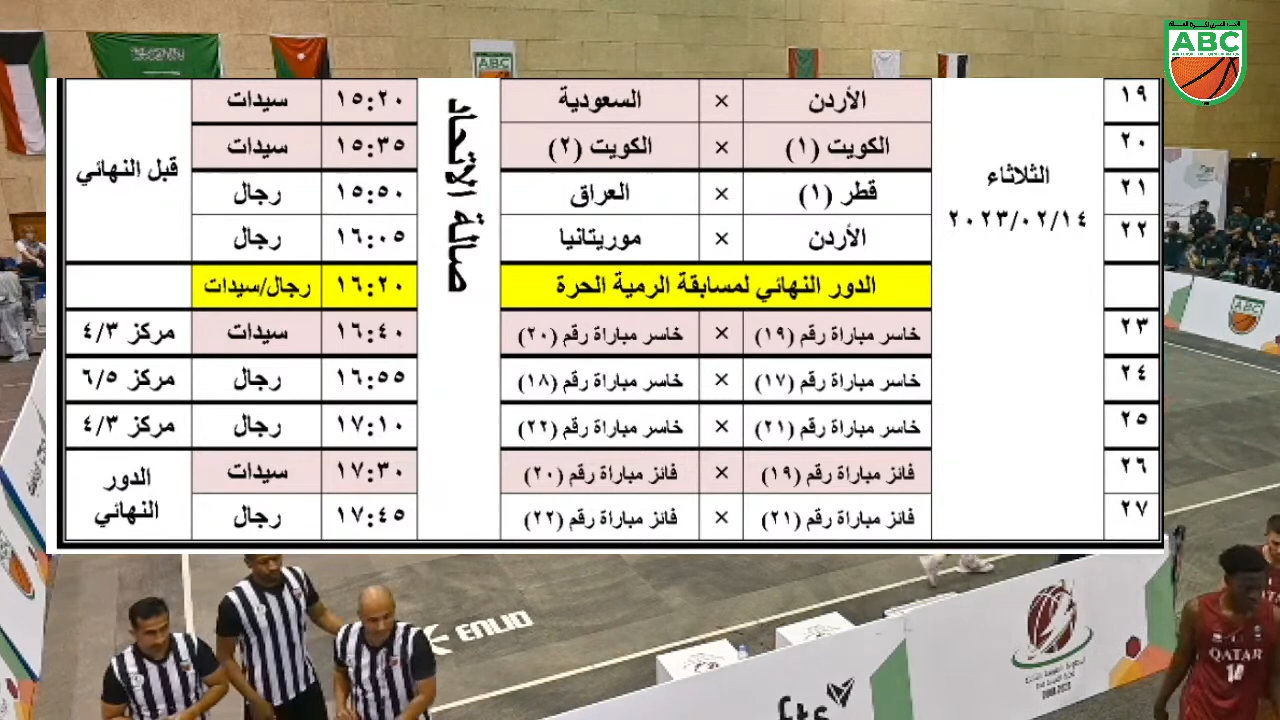 ABC
ABC
١٩ الأردن × السعودية ١٥:٢٠ سيدات
٢٠ الكويت (١) × الكويت (٢) ١٥:٣٥ سيدات
قبل النهائي
٢١ قطر (١) × العراق ١٥:٥٠ رجال
٢٢ الأردن × موريتانيا ١٦:٠٥ رجال
الثلاثاء
٢٠٢٣/٠٢/١٤
صالة الاتحاد
الدور النهائي لمسابقة الرمية الحرة ١٦:٢٠ رجال/سيدات
٢٣ خاسر مباراة رقم (١٩) × خاسر مباراة رقم (٢٠) ١٦:٤٠ سيدات مركز ٤/٣
٢٤ خاسر مباراة رقم (١٧) × خاسر مباراة رقم (١٨) ١٦:٥٥ رجال مركز ٦/٥
٢٥ خاسر مباراة رقم (٢١) × خاسر مباراة رقم (٢٢) ١٧:١٠ رجال مركز ٤/٣
٢٦ فائز مباراة رقم (١٩) × فائز مباراة رقم (٢٠) ١٧:٣٠ سيدات
٢٧ فائز مباراة رقم (٢١) × فائز مباراة رقم (٢٢) ١٧:٤٥ رجال
الدور
النهائي
ABC
ENLIO
QATAR
14